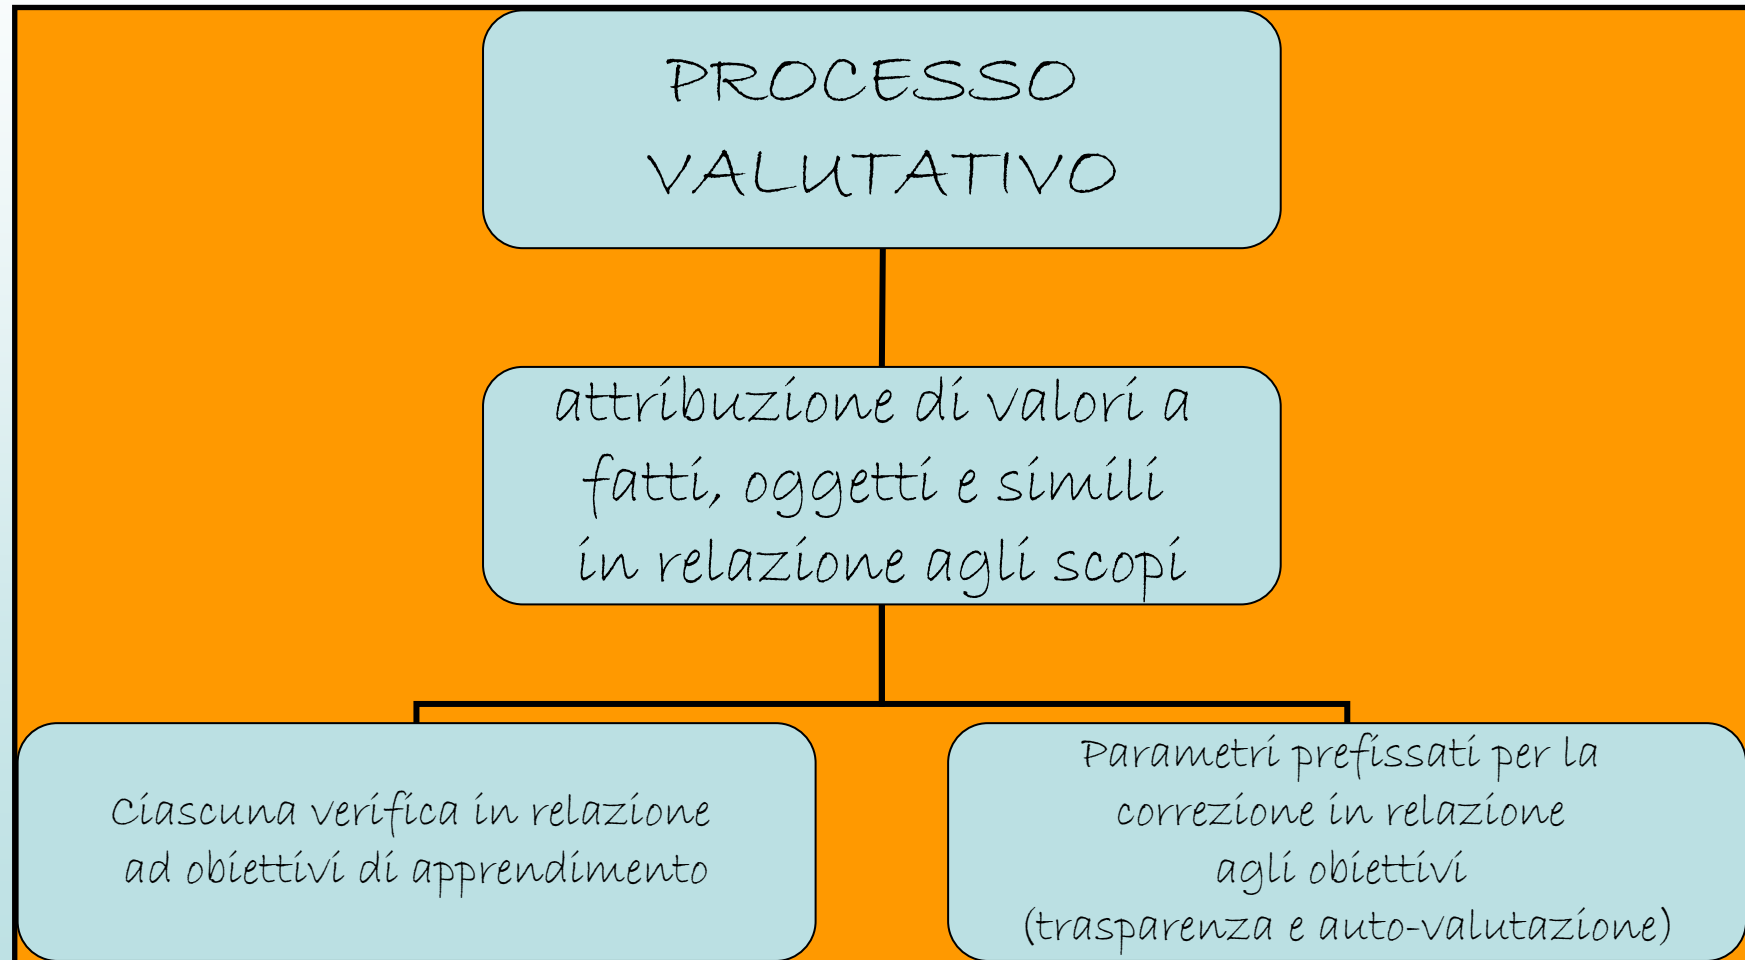 PROCESSO
VALUTATIVO
attribuzione di valori a
fatti, oggetti e simili
in relazione agli scopi
Ciascuna verifica in relazione
ad obiettivi di apprendimento
Parametri prefissati per la
correzione in relazione
agli obiettivi
(trasparenza e auto-valutazione)